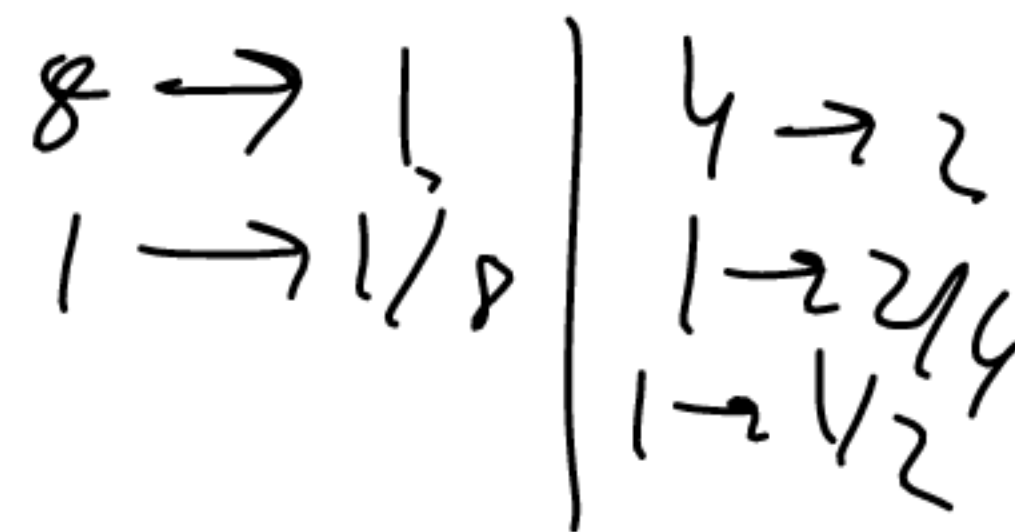 8 → 1
1 → 1/8
4 → 2
1 → 2/4
1 → 1/2